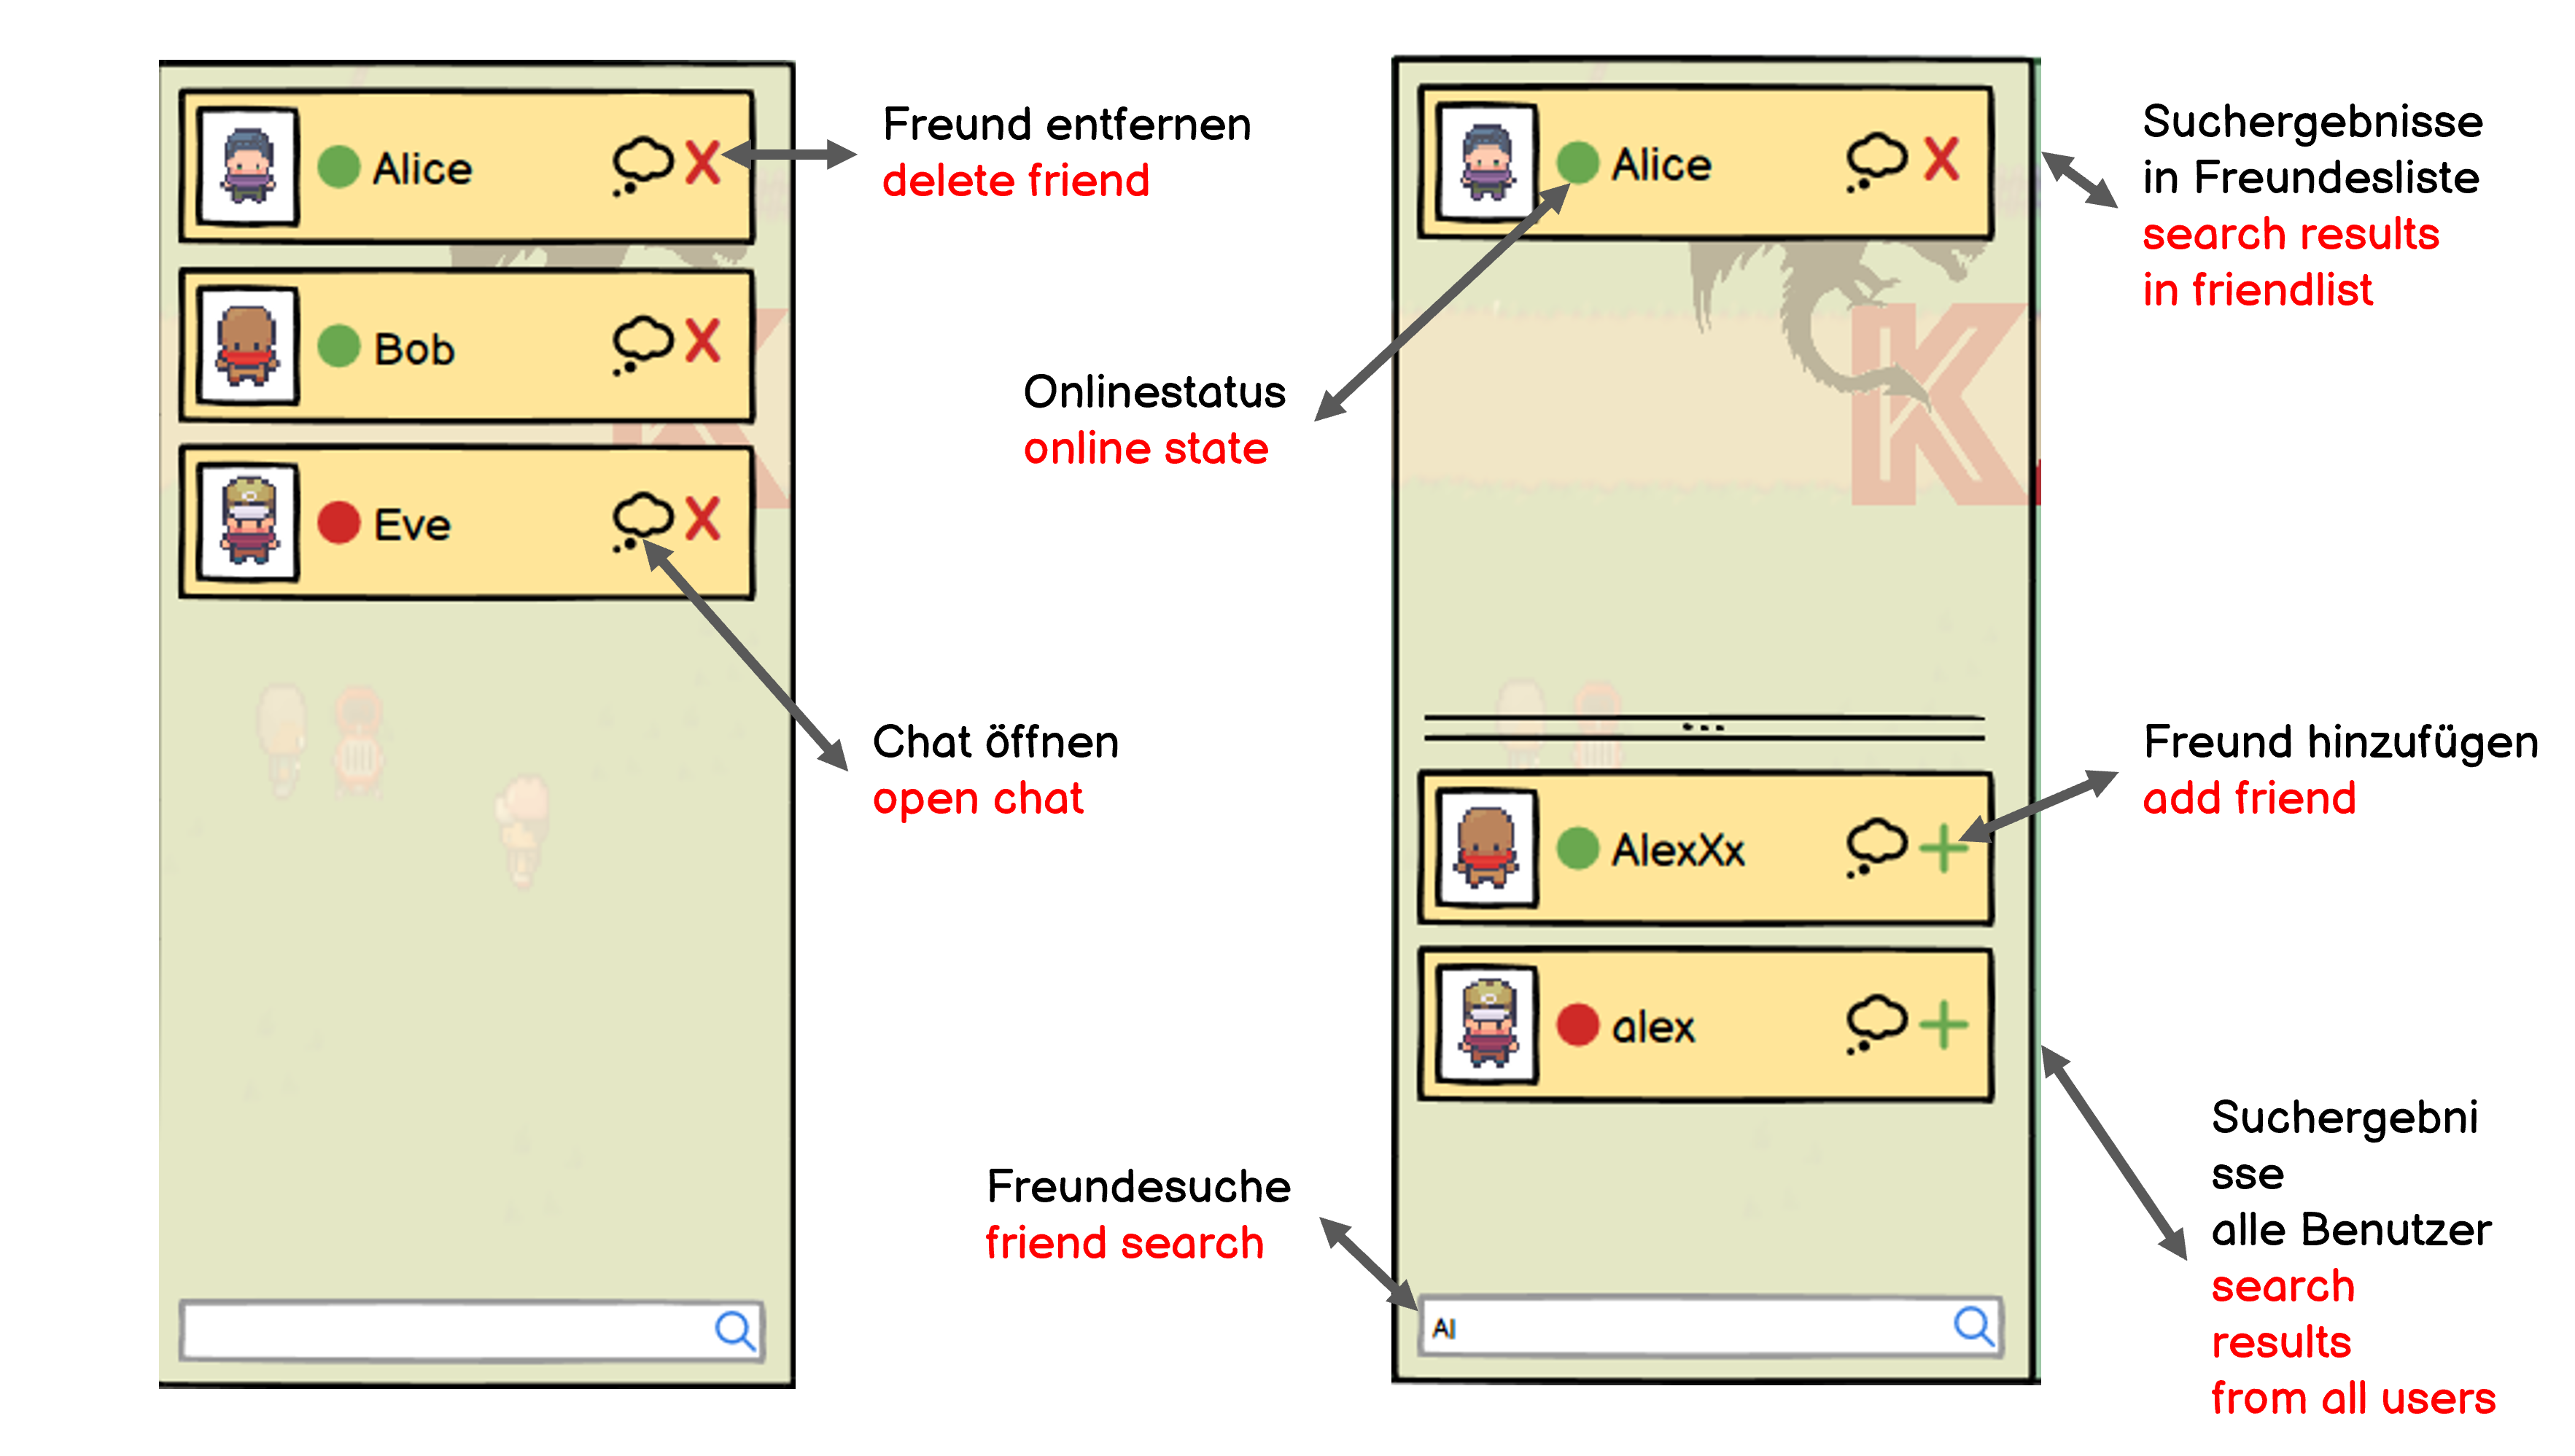 Alice
Bob
Eve
Freund entfernen
delete friend
Chat öffnen
open chat
Onlinestatus
online state
Freundesuche
friend search
Alice
K
AlexXx
alex
Al
Suchergebnisse
in Freundesliste
search results
in friendlist
Freund hinzufügen
add friend
Suchergebni
sse
alle Benutzer
search
results
from all users